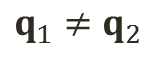 𝐪₁ ≠ 𝐪₂